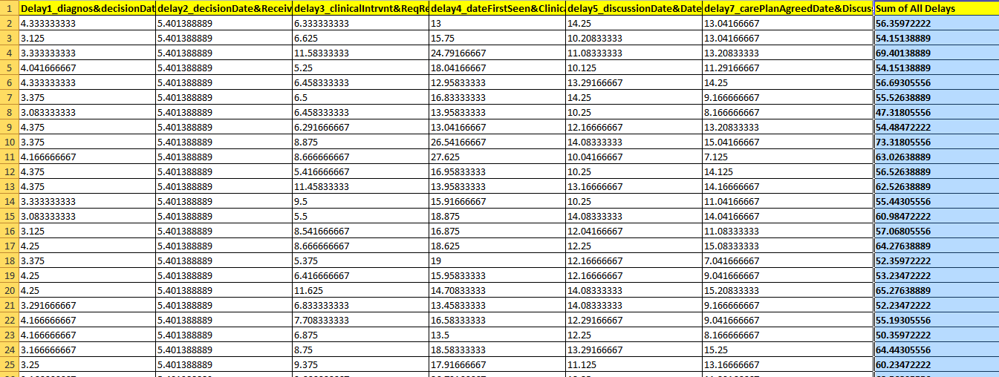 1 Delay1_diagnos&decisionDat delay2_decisionDate&Receiv delay3_clinicalIntrvnt&ReqRe delay4_dateFirstSeen&Clinica delay5_discussionDate&Date delay7_carePlanAgreedDate&Discus Sum of All Delays
2 4.333333333 5.401388889 6.333333333 13 14.25 13.04166667 56.35972222
3 3.125 5.401388889 6.625 15.75 10.20833333 13.04166667 54.15138889
4 3.333333333 5.401388889 11.58333333 24.79166667 11.08333333 13.20833333 69.40138889
5 4.041666667 5.401388889 5.25 18.04166667 10.125 11.29166667 54.15138889
6 4.333333333 5.401388889 6.458333333 12.95833333 13.29166667 14.25 56.69305556
7 3.375 5.401388889 6.5 16.83333333 14.25 9.166666667 55.52638889
8 3.083333333 5.401388889 6.458333333 13.95833333 10.25 8.166666667 47.31805556
9 4.375 5.401388889 6.291666667 13.04166667 12.16666667 13.20833333 54.48472222
10 3.375 5.401388889 8.875 26.54166667 14.08333333 15.04166667 73.31805556
11 4.166666667 5.401388889 8.666666667 27.625 10.04166667 7.125 63.02638889
12 4.375 5.401388889 5.416666667 16.95833333 10.25 14.125 56.52638889
13 4.375 5.401388889 11.45833333 13.95833333 13.16666667 14.16666667 62.52638889
14 3.333333333 5.401388889 9.5 15.91666667 10.25 11.04166667 55.44305556
15 3.083333333 5.401388889 5.5 18.875 14.08333333 14.04166667 60.98472222
16 3.125 5.401388889 8.541666667 16.875 12.04166667 11.08333333 57.06805556
17 4.25 5.401388889 8.666666667 18.625 12.25 15.08333333 64.27638889
18 3.375 5.401388889 5.375 19 12.16666667 7.041666667 52.35972222
19 4.25 5.401388889 6.416666667 15.95833333 12.16666667 9.041666667 53.23472222
20 4.25 5.401388889 11.625 14.70833333 14.08333333 15.20833333 65.27638889
21 3.291666667 5.401388889 6.833333333 13.45833333 14.08333333 9.166666667 52.23472222
22 4.166666667 5.401388889 7.708333333 16.58333333 12.29166667 9.041666667 55.19305556
23 4.166666667 5.401388889 6.875 13.5 12.25 8.166666667 50.35972222
24 3.166666667 5.401388889 8.75 18.58333333 13.29166667 15.25 64.44305556
25 3.25 5.401388889 9.375 17.91666667 11.125 13.16666667 60.23472222